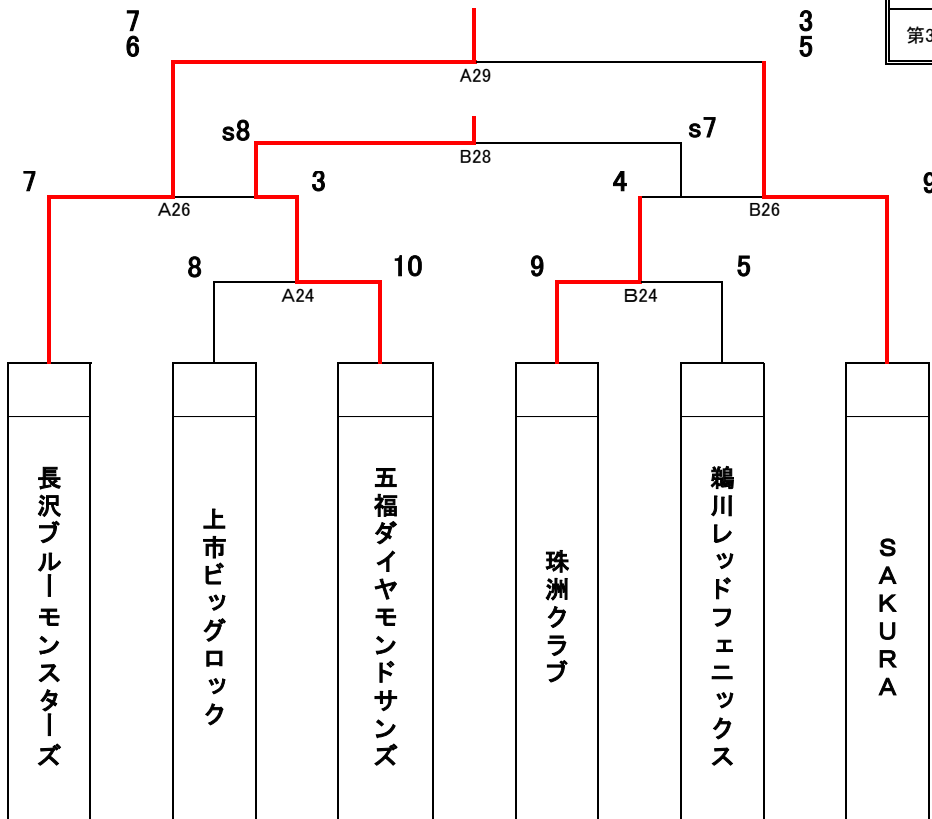 7
6
3
5
第3
A29
s8
s7
B28
7
3
4
9
A26
B26
8
10
9
5
A24
B24
長沢ブルーモンスターズ
上市ビッグロック
五福ダイヤモンドサンズ
珠洲クラブ
鵜川レッドフェニックス
SAKURA